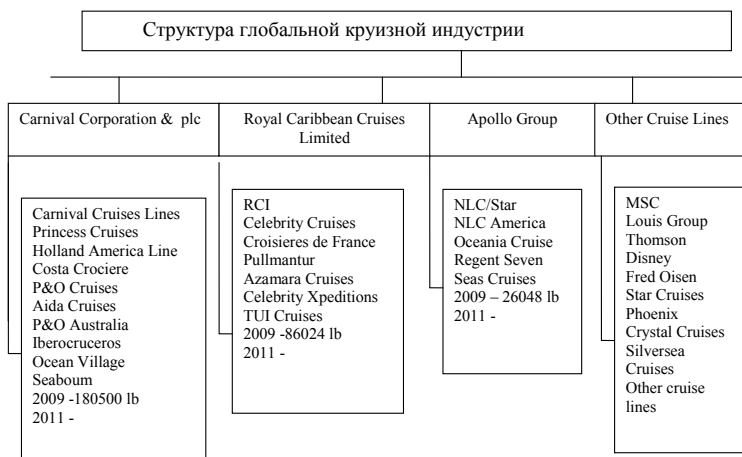 Структура глобальной круизной индустрии
Carnival Corporation & plc
Royal Caribbean Cruises
Limited
Apollo Group
Other Cruise Lines
Carnival Cruises Lines
Princess Cruises
Holland America Line
Costa Crociere
P&O Cruises
Aida Cruises
P&O Australia
Iberocruceros
Ocean Village
Seaboum
2009 -180500 lb
2011 -
RCI
Celebrity Cruises
Croisieres de France
Pullmantur
Azamara Cruises
Celebrity Xpeditions
TUI Cruises
2009 -86024 lb
2011 -
NLC/Star
NLC America
Oceania Cruise
Regent Seven
Seas Cruises
2009 – 26048 lb
2011 -
MSC
Louis Group
Thomson
Disney
Fred Oisen
Star Cruises
Phoenix
Crystal Cruises
Silversea
Cruises
Other cruise
lines